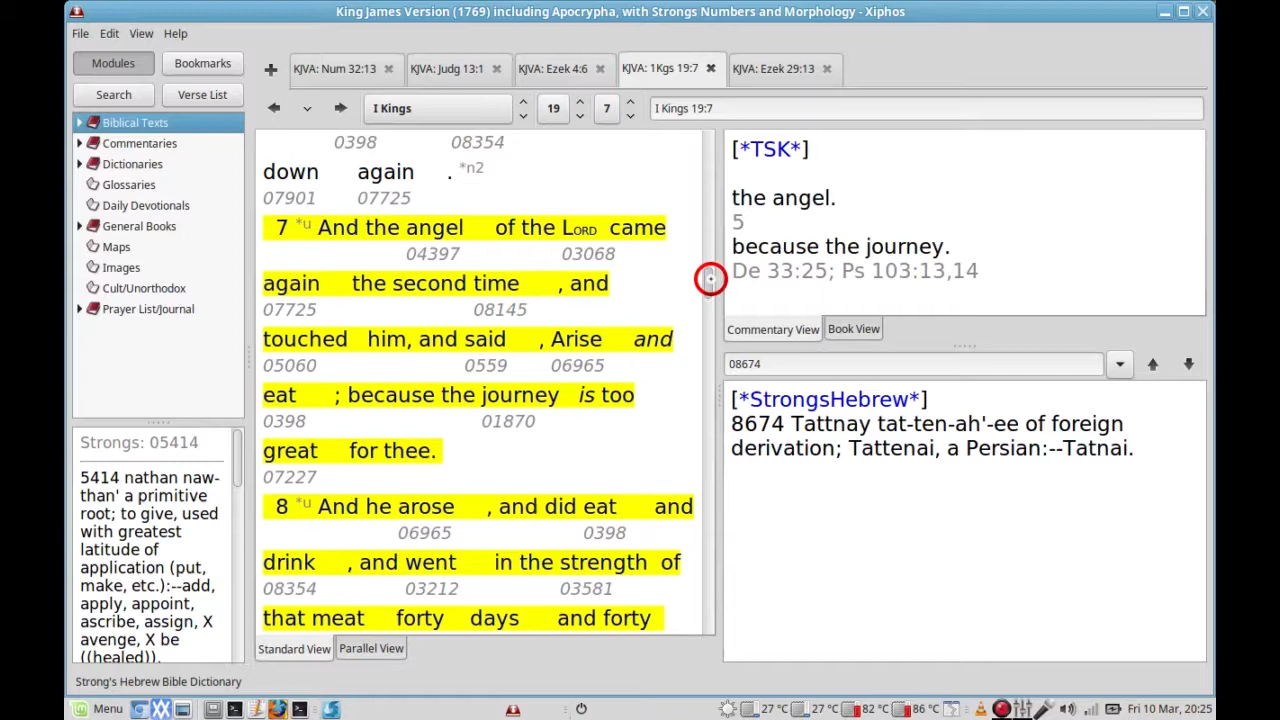 King James Version (1769) including Apocrypha, with Strongs Numbers and Morphology - Xiphos
File Edit View Help
Modules Bookmarks
Search Verse List
KJVA: Num 32:13
KJVA: Judg 13:1
KJVA: Ezek 4:6
KJVA: 1Kgs 19:7
KJVA: Ezek 29:13
I Kings 19 7 I Kings 19:7
Biblical Texts
Commentaries
Dictionaries
Glossaries
Daily Devotionals
General Books
Maps
Images
Cult/Unorthodox
Prayer List/Journal
Strongs: 05414
5414 nathan naw-
than' a primitive
root; to give, used
with greatest
latitude of
application (put,
make, etc.):--add,
apply, appoint,
ascribe, assign, X
avenge, X be
((healed)).
0398 08354
down again . *n2
07901 07725
7 *u And the angel of the LORD came
04397 03068
again the second time , and
07725 08145
touched him, and said , Arise and
05060 0559 06965
eat ; because the journey is too
0398 01870
great for thee.
07227
8 *u And he arose , and did eat and
06965 0398
drink , and went in the strength of
08354 03212 03581
that meat forty days and forty
Standard View Parallel View
[*TSK*]
the angel.
5
because the journey.
De 33:25; Ps 103:13,14
Commentary View Book View
08674
[*StrongsHebrew*]
8674 Tattnay tat-ten-ah'-ee of foreign
derivation; Tattenai, a Persian:--Tatnai.
Strong's Hebrew Bible Dictionary
Menu 27 °C 27 °C 82 °C 86 °C Fri 10 Mar, 20:25